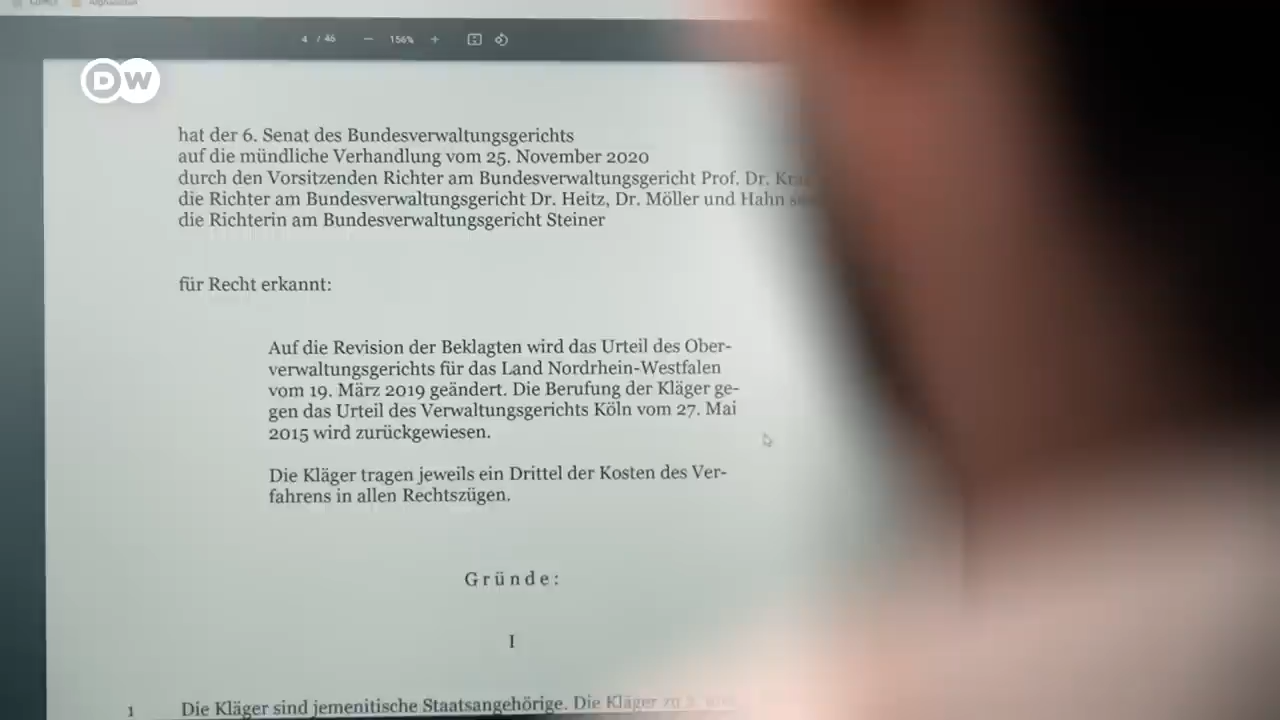 4 / 46 − 156% +
DW
hat der 6. Senat des Bundesverwaltungsgerichts
auf die mündliche Verhandlung vom 25. November 2020
durch den Vorsitzenden Richter am Bundesverwaltungsgericht Prof. Dr.
die Richter am Bundesverwaltungsgericht Dr. Heitz, Dr. Möller und Hahn
die Richterin am Bundesverwaltungsgericht Steiner
für Recht erkannt:
Auf die Revision der Beklagten wird das Urteil des Ober-
verwaltungsgerichts für das Land Nordrhein-Westfalen
vom 19. März 2019 geändert. Die Berufung der Kläger ge-
gen das Urteil des Verwaltungsgerichts Köln vom 27. Mai
2015 wird zurückgewiesen.
Die Kläger tragen jeweils ein Drittel der Kosten des Ver-
fahrens in allen Rechtszügen.
Gründe:
I
1 Die Kläger sind jemenitische Staatsangehörige. Die Kläger zu